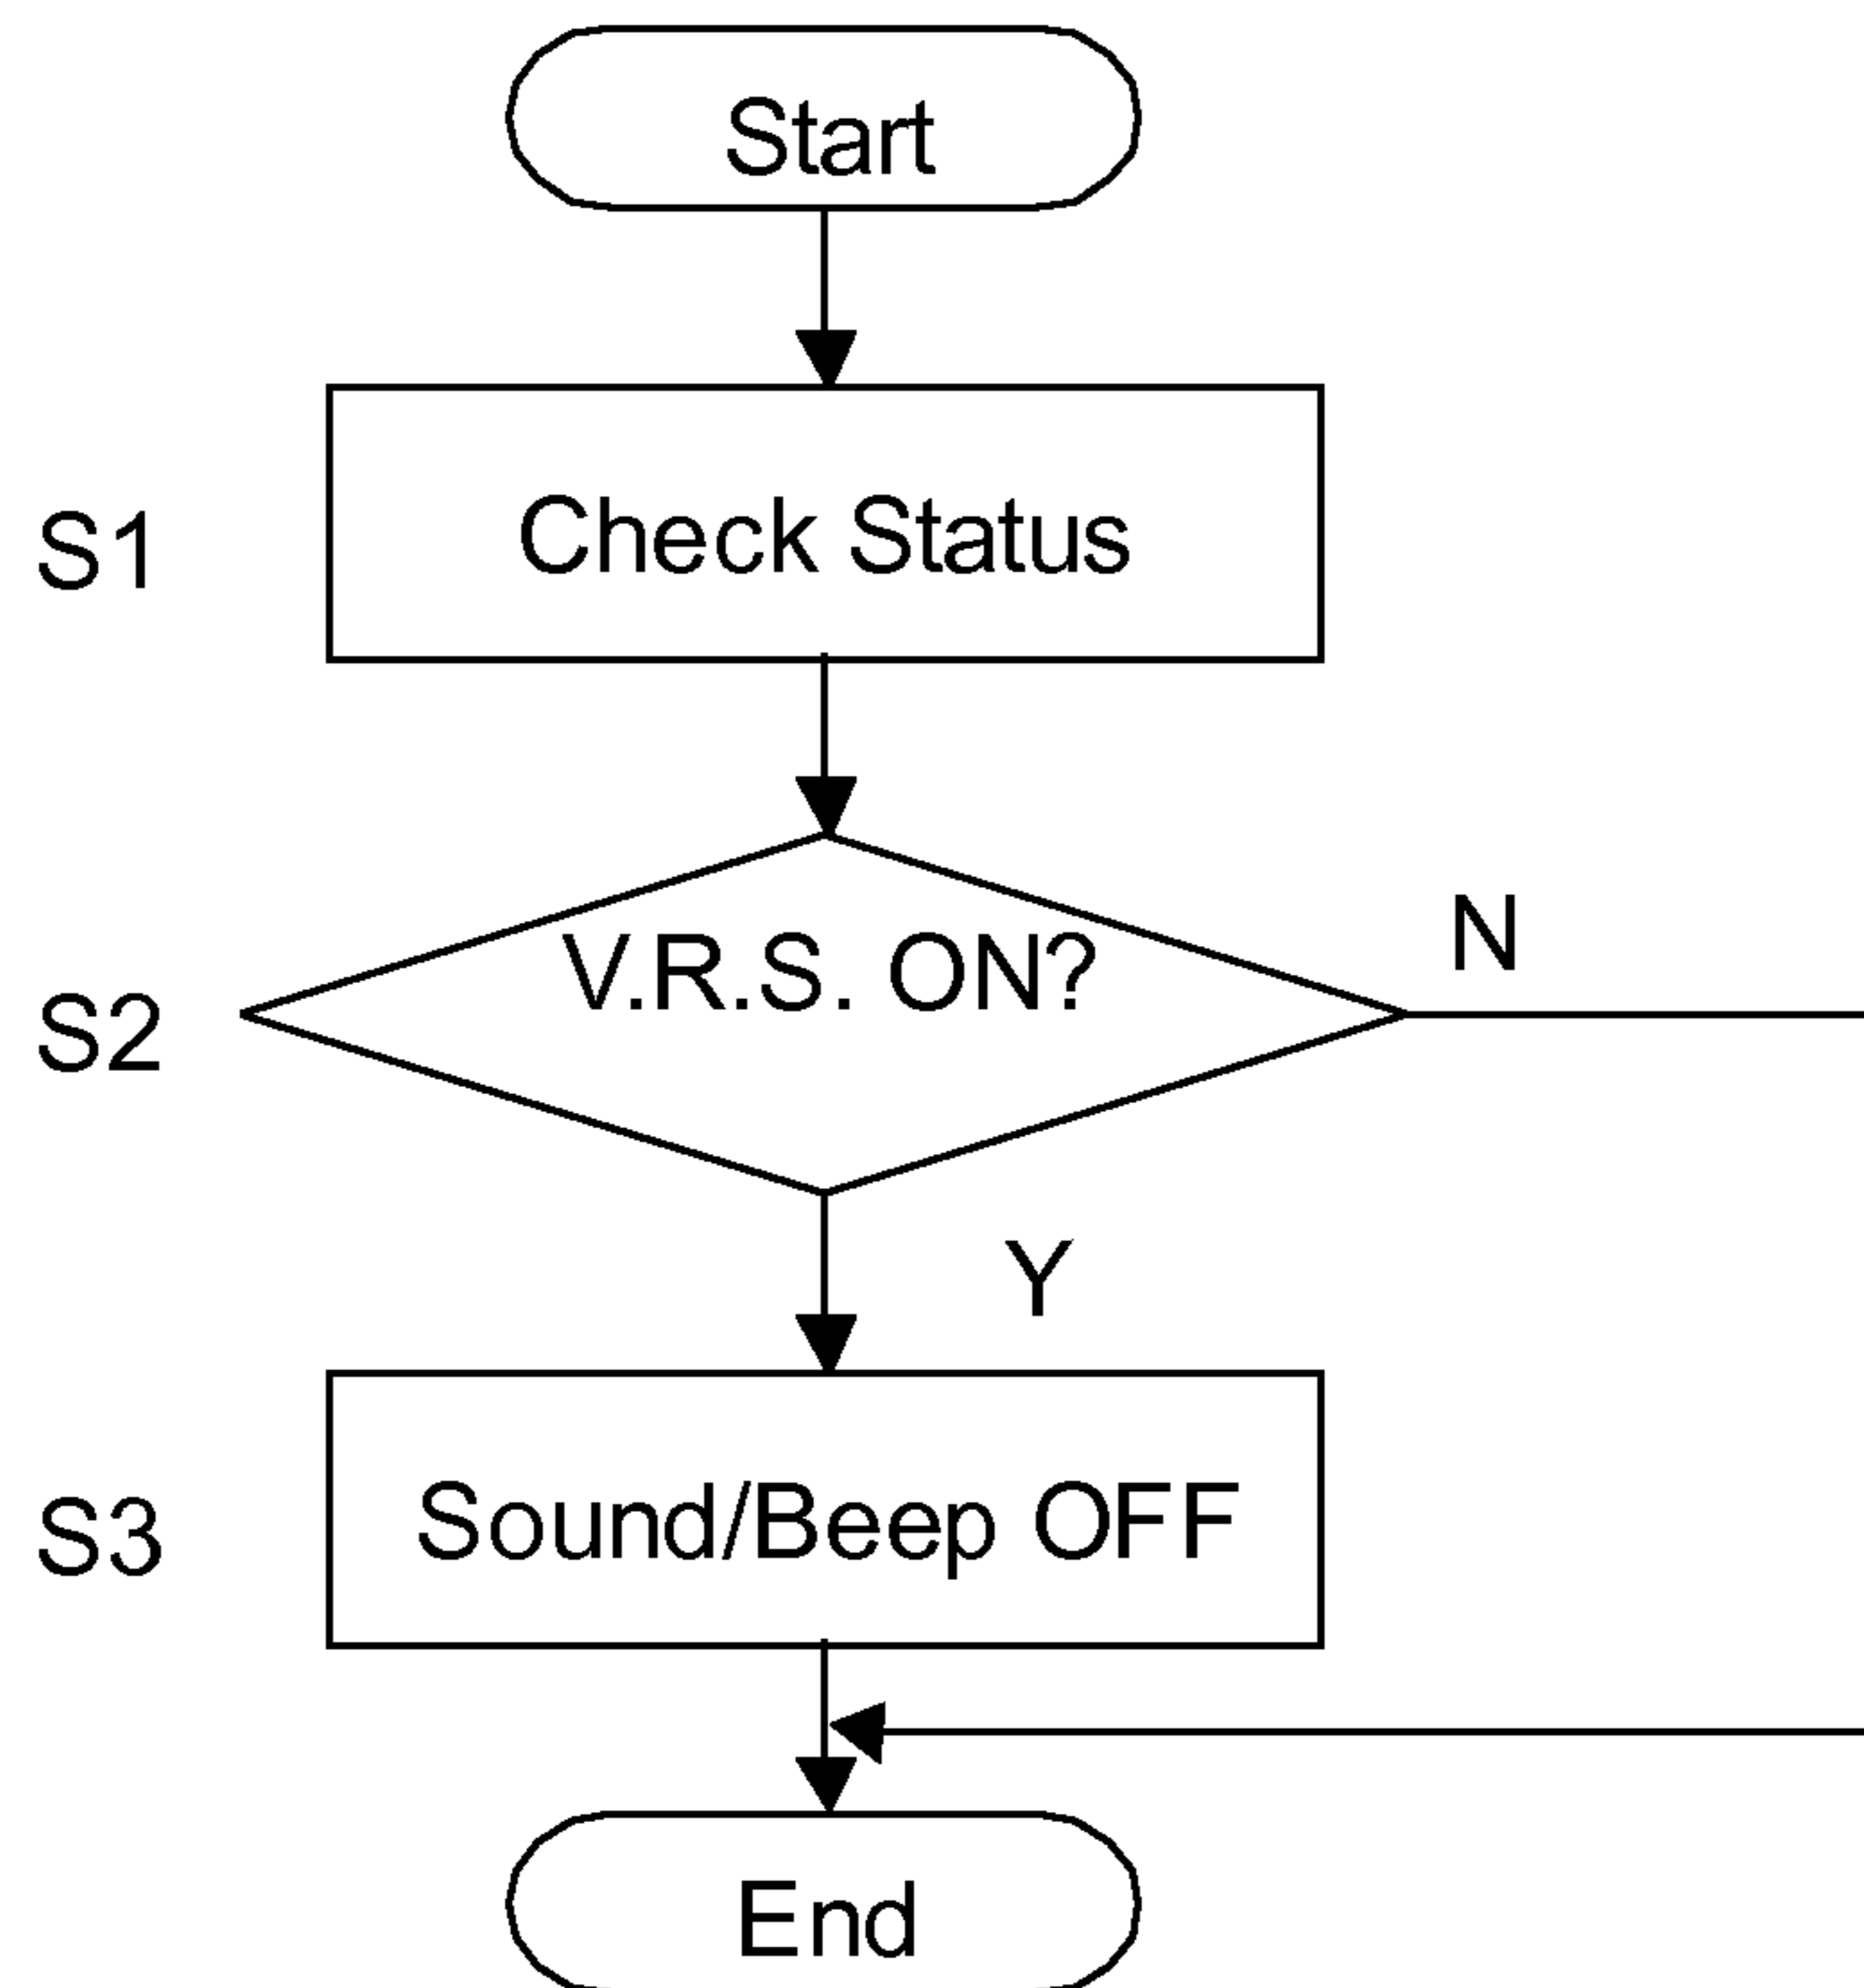 Start
S1
Check Status
V.R.S. ON?
N
S2
Y
S3
Sound/Beep OFF
End